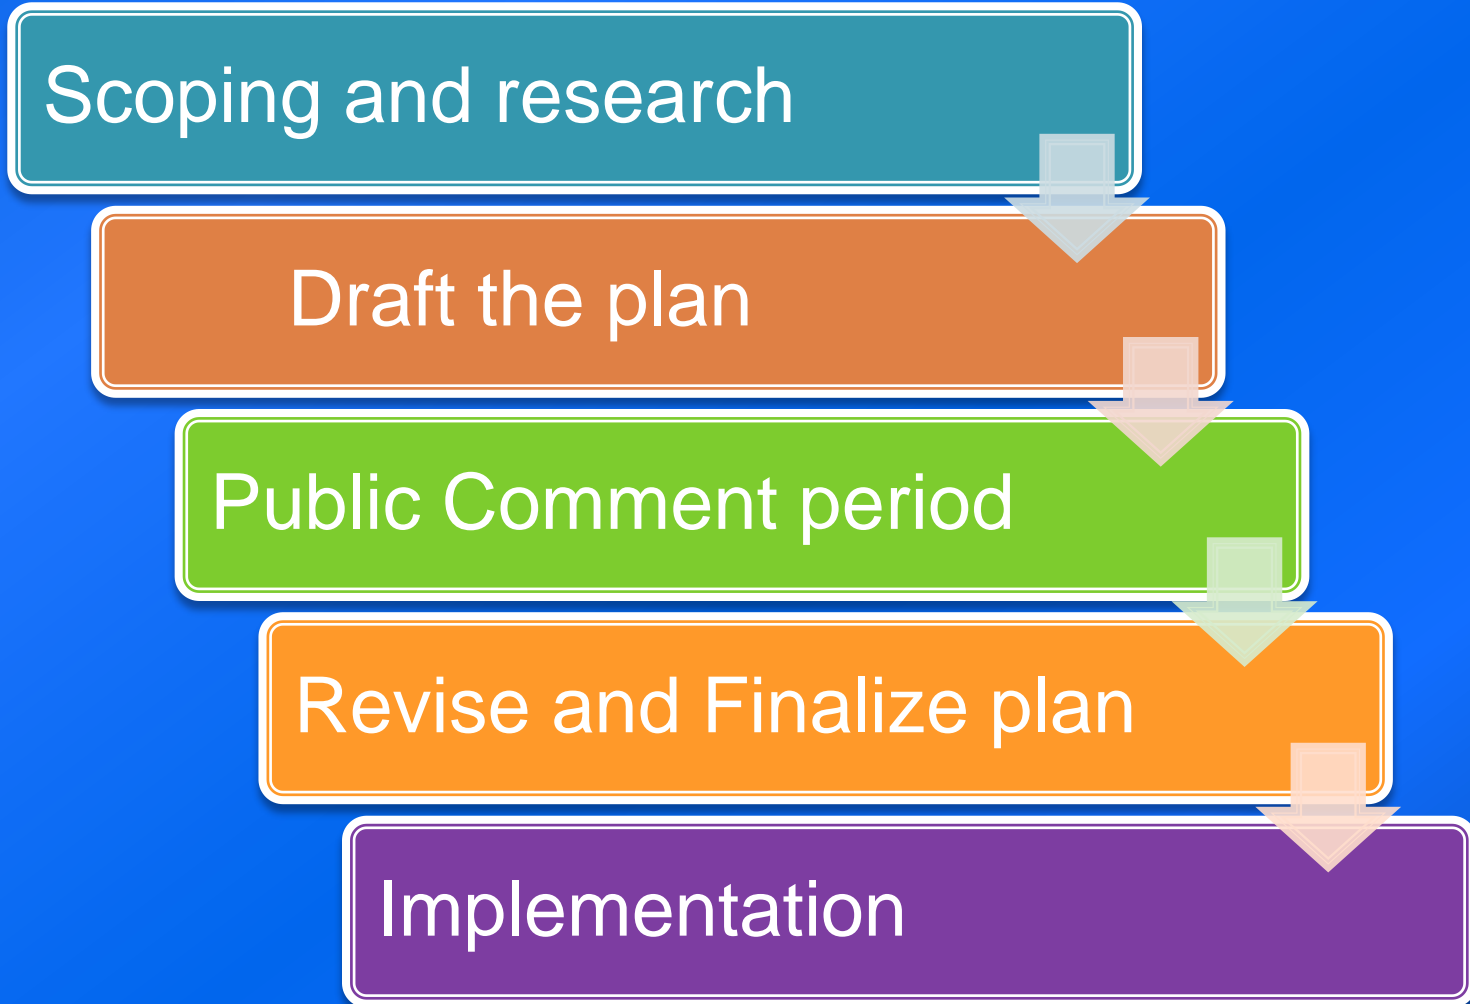 Scoping and research
Draft the plan
Public Comment period
Revise and Finalize plan
Implementation